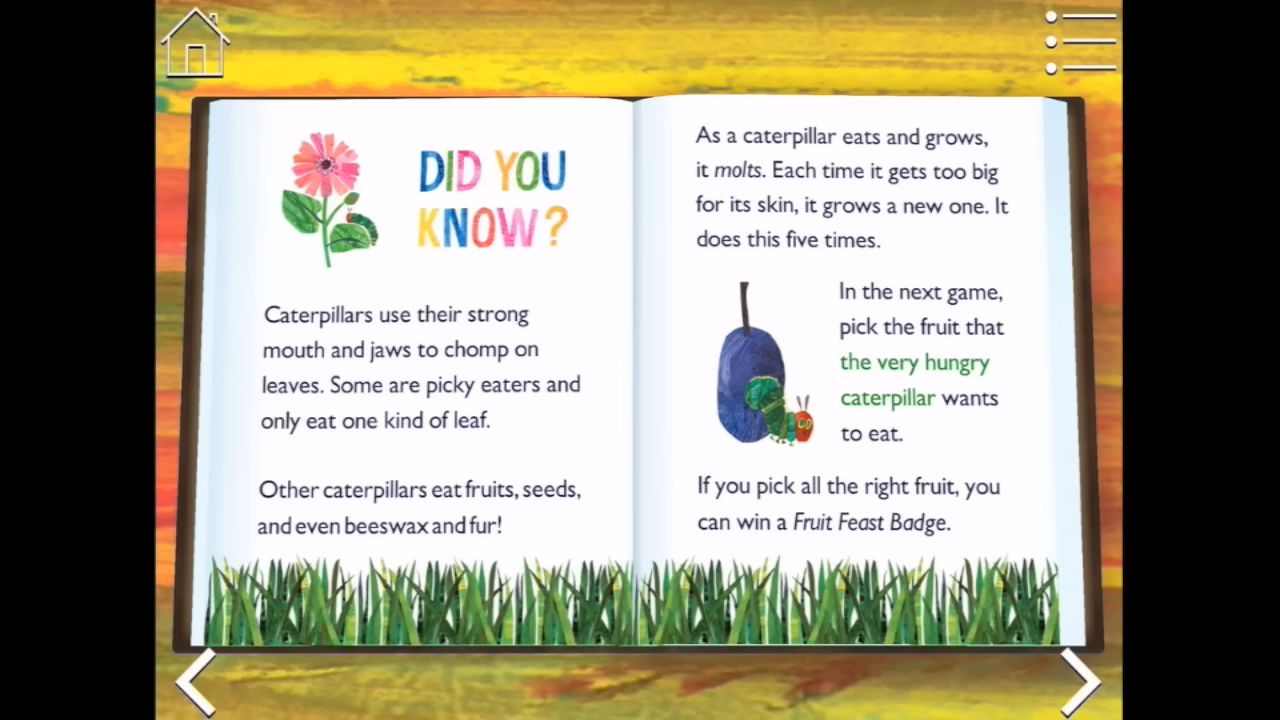 DID YOU
KNOW?
Caterpillars use their strong
mouth and jaws to chomp on
leaves. Some are picky eaters and
only eat one kind of leaf.
Other caterpillars eat fruits, seeds,
and even beeswax and fur!
As a caterpillar eats and grows,
it molts. Each time it gets too big
for its skin, it grows a new one. It
does this five times.
In the next game,
pick the fruit that
the very hungry
caterpillar wants
to eat.
If you pick all the right fruit, you
can win a Fruit Feast Badge.